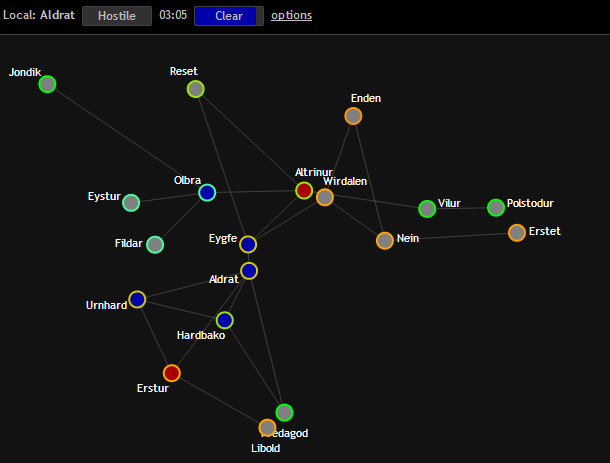 Local: Aldrat Hostile 03:05 Clear options
Jondik
Reset
Enden
Altrinur
Wirdalen
Olbra
Eystur
Vilur
Polstodur
Erstet
Nein
Fildar
Eygfe
Aldrat
Urnhard
Hardbako
Erstur
Libold